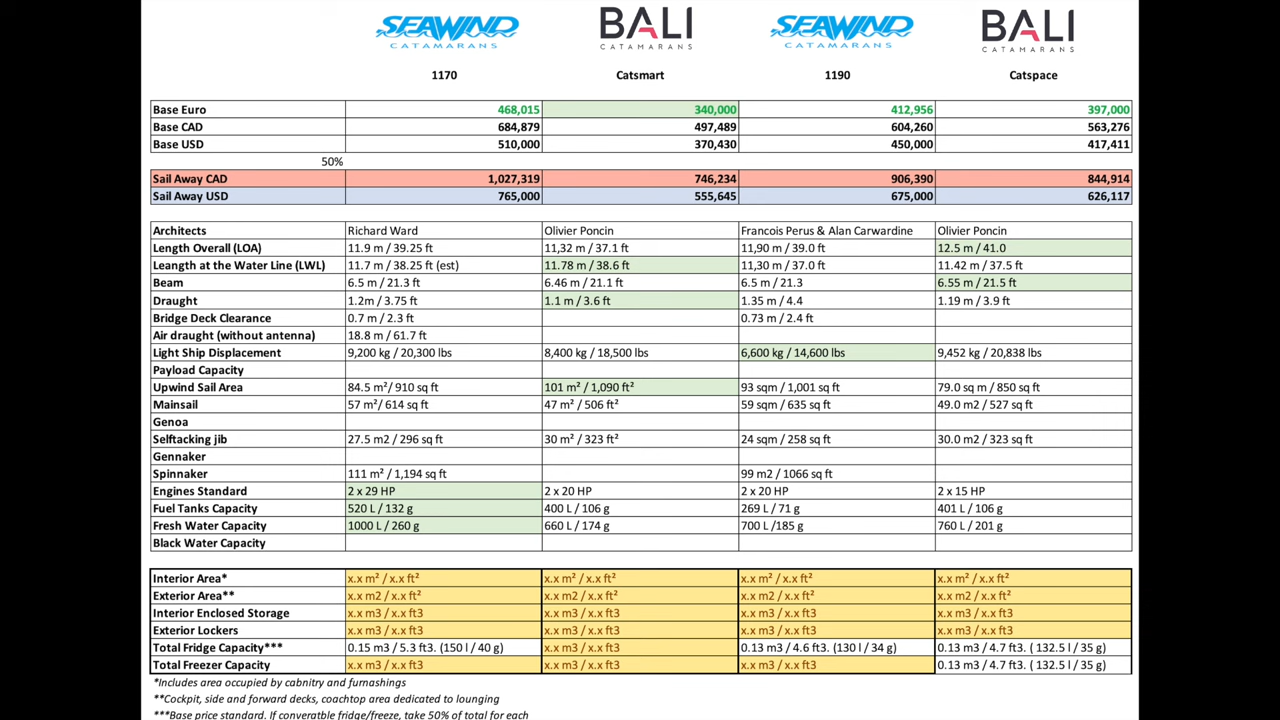 SEAWIND BALI SEAWIND BALI
CATAMARANS CATAMARANS CATAMARANS CATAMARANS
1170 Catsmart 1190 Catspace
Base Euro 468,015 340,000 412,956 397,000
Base CAD 684,879 497,489 604,260 563,276
Base USD 510,000 370,430 450,000 417,411
50%
Sail Away CAD 1,027,319 746,234 906,390 844,914
Sail Away USD 765,000 555,645 675,000 626,117
Architects Richard Ward Olivier Poncin Francois Perus & Alan Carwardine Olivier Poncin
Length Overall (LOA) 11.9 m / 39.25 ft 11,32 m / 37.1 ft 11,90 m / 39.0 ft 12.5 m / 41.0
Leangth at the Water Line (LWL) 11.7 m / 38.25 ft (est) 11.78 m / 38.6 ft 11,30 m / 37.0 ft 11.42 m / 37.5 ft
Beam 6.5 m / 21.3 ft 6.46 m / 21.1 ft 6.5 m / 21.3 6.55 m / 21.5 ft
Draught 1.2m / 3.75 ft 1.1 m / 3.6 ft 1.35 m / 4.4 1.19 m / 3.9 ft
Bridge Deck Clearance 0.7 m / 2.3 ft 0.73 m / 2.4 ft
Air draught (without antenna) 18.8 m / 61.7 ft
Light Ship Displacement 9,200 kg / 20,300 lbs 8,400 kg / 18,500 lbs 6,600 kg / 14,600 lbs 9,452 kg / 20,838 lbs
Payload Capacity
Upwind Sail Area 84.5 m²/ 910 sq ft 101 m² / 1,090 ft² 93 sqm / 1,001 sq ft 79.0 sq m / 850 sq ft
Mainsail 57 m²/ 614 sq ft 47 m² / 506 ft² 59 sqm / 635 sq ft 49.0 m2 / 527 sq ft
Genoa
Selftacking jib 27.5 m2 / 296 sq ft 30 m² / 323 ft² 24 sqm / 258 sq ft 30.0 m2 / 323 sq ft
Gennaker
Spinnaker 111 m² / 1,194 sq ft 99 m2 / 1066 sq ft
Engines Standard 2 x 29 HP 2 x 20 HP 2 x 20 HP 2 x 15 HP
Fuel Tanks Capacity 520 L / 132 g 400 L / 106 g 269 L / 71 g 401 L / 106 g
Fresh Water Capacity 1000 L / 260 g 660 L / 174 g 700 L /185 g 760 L / 201 g
Black Water Capacity
Interior Area* x.x m² / x.x ft² x.x m² / x.x ft² x.x m² / x.x ft² x.x m² / x.x ft²
Exterior Area** x.x m2 / x.x ft² x.x m2 / x.x ft² x.x m2 / x.x ft² x.x m2 / x.x ft²
Interior Enclosed Storage x.x m3 / x.x ft3 x.x m3 / x.x ft3 x.x m3 / x.x ft3 x.x m3 / x.x ft3
Exterior Lockers x.x m3 / x.x ft3 x.x m3 / x.x ft3 x.x m3 / x.x ft3 x.x m3 / x.x ft3
Total Fridge Capacity*** 0.15 m3 / 5.3 ft3. (150 l / 40 g) x.x m3 / x.x ft3 0.13 m3 / 4.6 ft3. (130 l / 34 g) 0.13 m3 / 4.7 ft3. ( 132.5 l / 35 g)
Total Freezer Capacity x.x m3 / x.x ft3 x.x m3 / x.x ft3 x.x m3 / x.x ft3 0.13 m3 / 4.7 ft3. ( 132.5 l / 35 g)
*Includes area occupied by cabnitry and furnashings
**Cockpit, side and forward decks, coachtop area dedicated to lounging
***Base price standard. If converatble fridge/freeze, take 50% of total for each